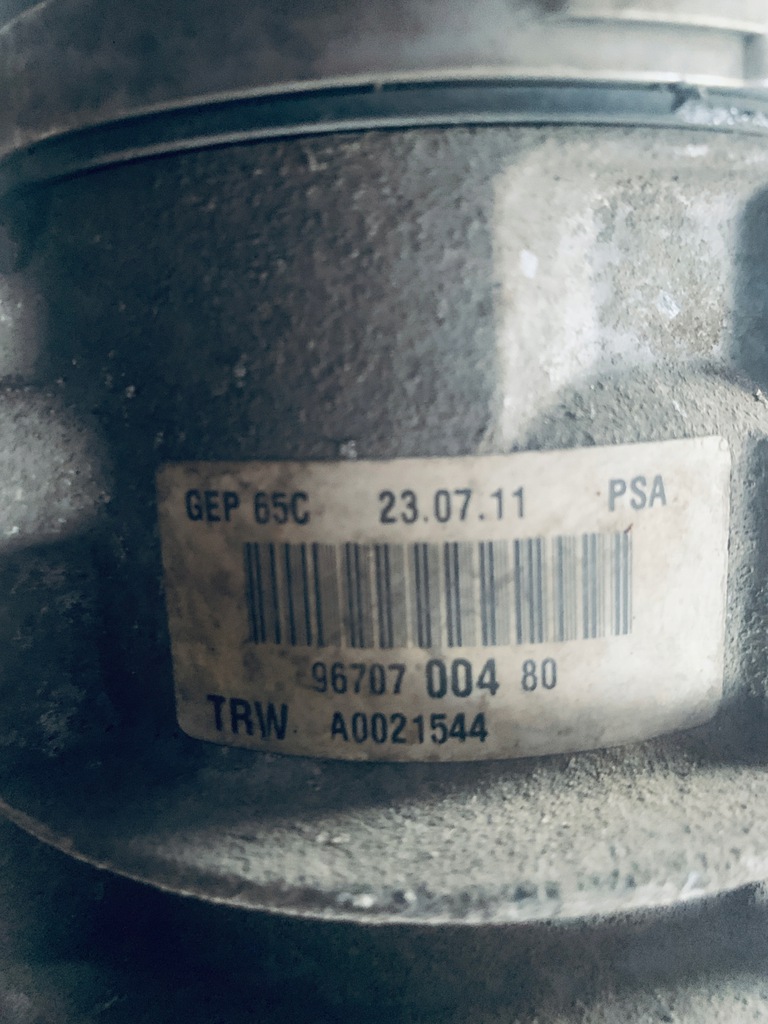 GEP 65C 23.07.11 PSA
96707 004 80
TRW A0021544